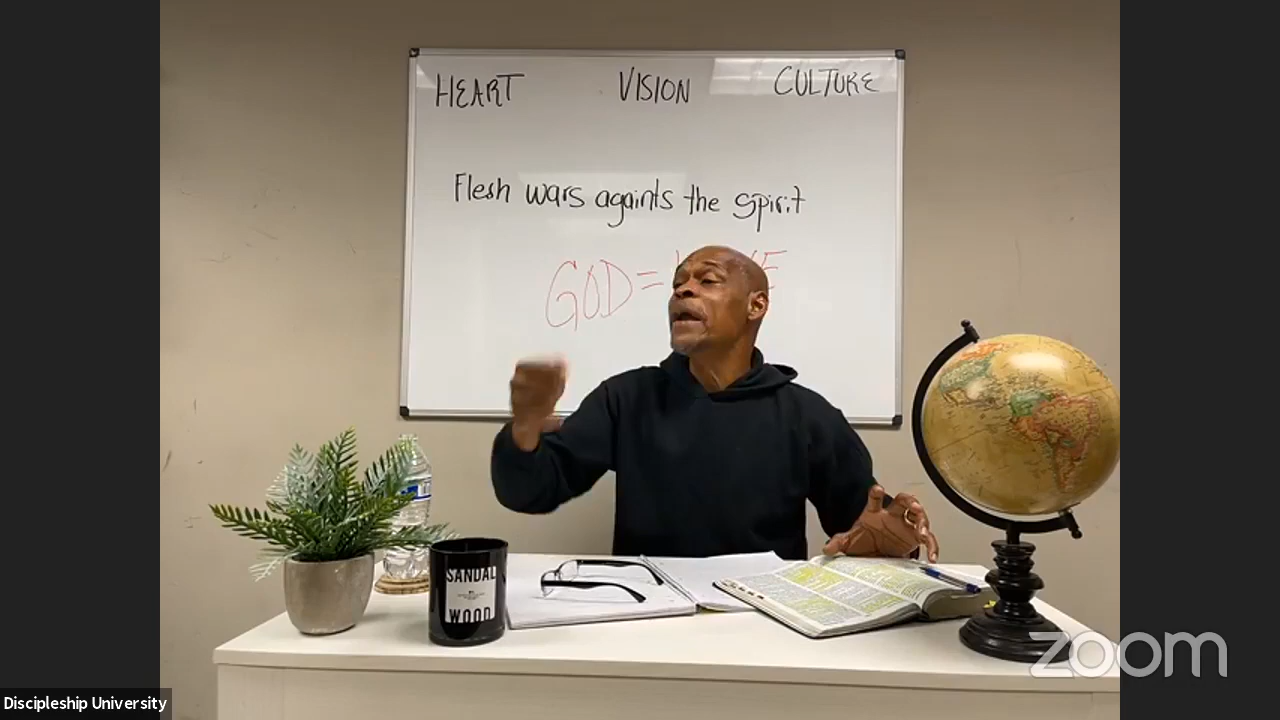 HEART VISION CULTURE
Flesh wars againts the spirit
GOD =
SANDAL
WOOD
zoom
Discipleship University